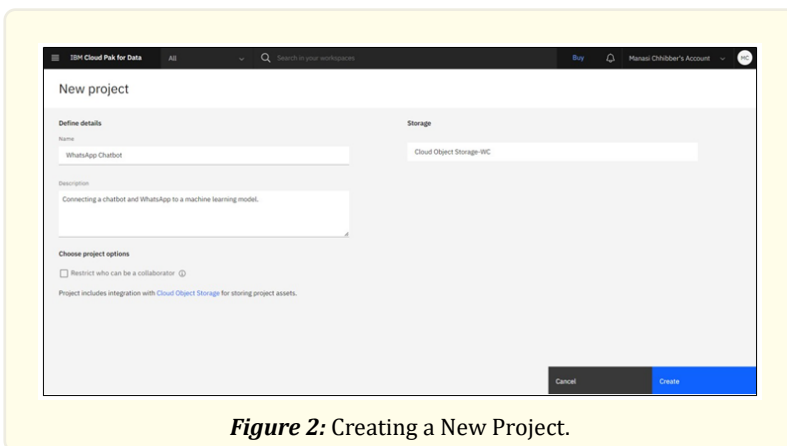 IBM Cloud Pak for Data
All
Search in your workspaces
Buy
Manasi Chhibber's Account
MC
New project
Define details
Name
WhatsApp Chatbot
Description
Connecting a chatbot and WhatsApp to a machine learning model.
Choose project options
Restrict who can be a collaborator
Project includes integration with Cloud Object Storage for storing project assets.
Storage
Cloud Object Storage-WC
Cancel
Create
Figure 2: Creating a New Project.